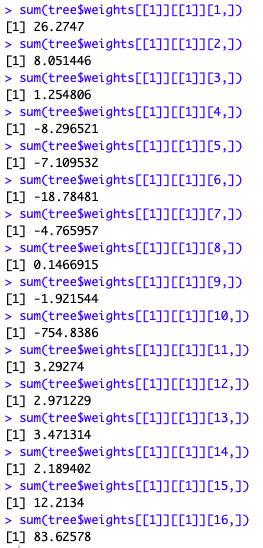 > sum(tree$weights[[1]][[1]][1,])
[1] 26.2747
> sum(tree$weights[[1]][[1]][2,])
[1] 8.051446
> sum(tree$weights[[1]][[1]][3,])
[1] 1.254806
> sum(tree$weights[[1]][[1]][4,])
[1] -8.296521
> sum(tree$weights[[1]][[1]][5,])
[1] -7.109532
> sum(tree$weights[[1]][[1]][6,])
[1] -18.78481
> sum(tree$weights[[1]][[1]][7,])
[1] -4.765957
> sum(tree$weights[[1]][[1]][8,])
[1] 0.1466915
> sum(tree$weights[[1]][[1]][9,])
[1] -1.921544
> sum(tree$weights[[1]][[1]][10,])
[1] -754.8386
> sum(tree$weights[[1]][[1]][11,])
[1] 3.29274
> sum(tree$weights[[1]][[1]][12,])
[1] 2.971229
> sum(tree$weights[[1]][[1]][13,])
[1] 3.471314
> sum(tree$weights[[1]][[1]][14,])
[1] 2.189402
> sum(tree$weights[[1]][[1]][15,])
[1] 12.2134
> sum(tree$weights[[1]][[1]][16,])
[1] 83.62578